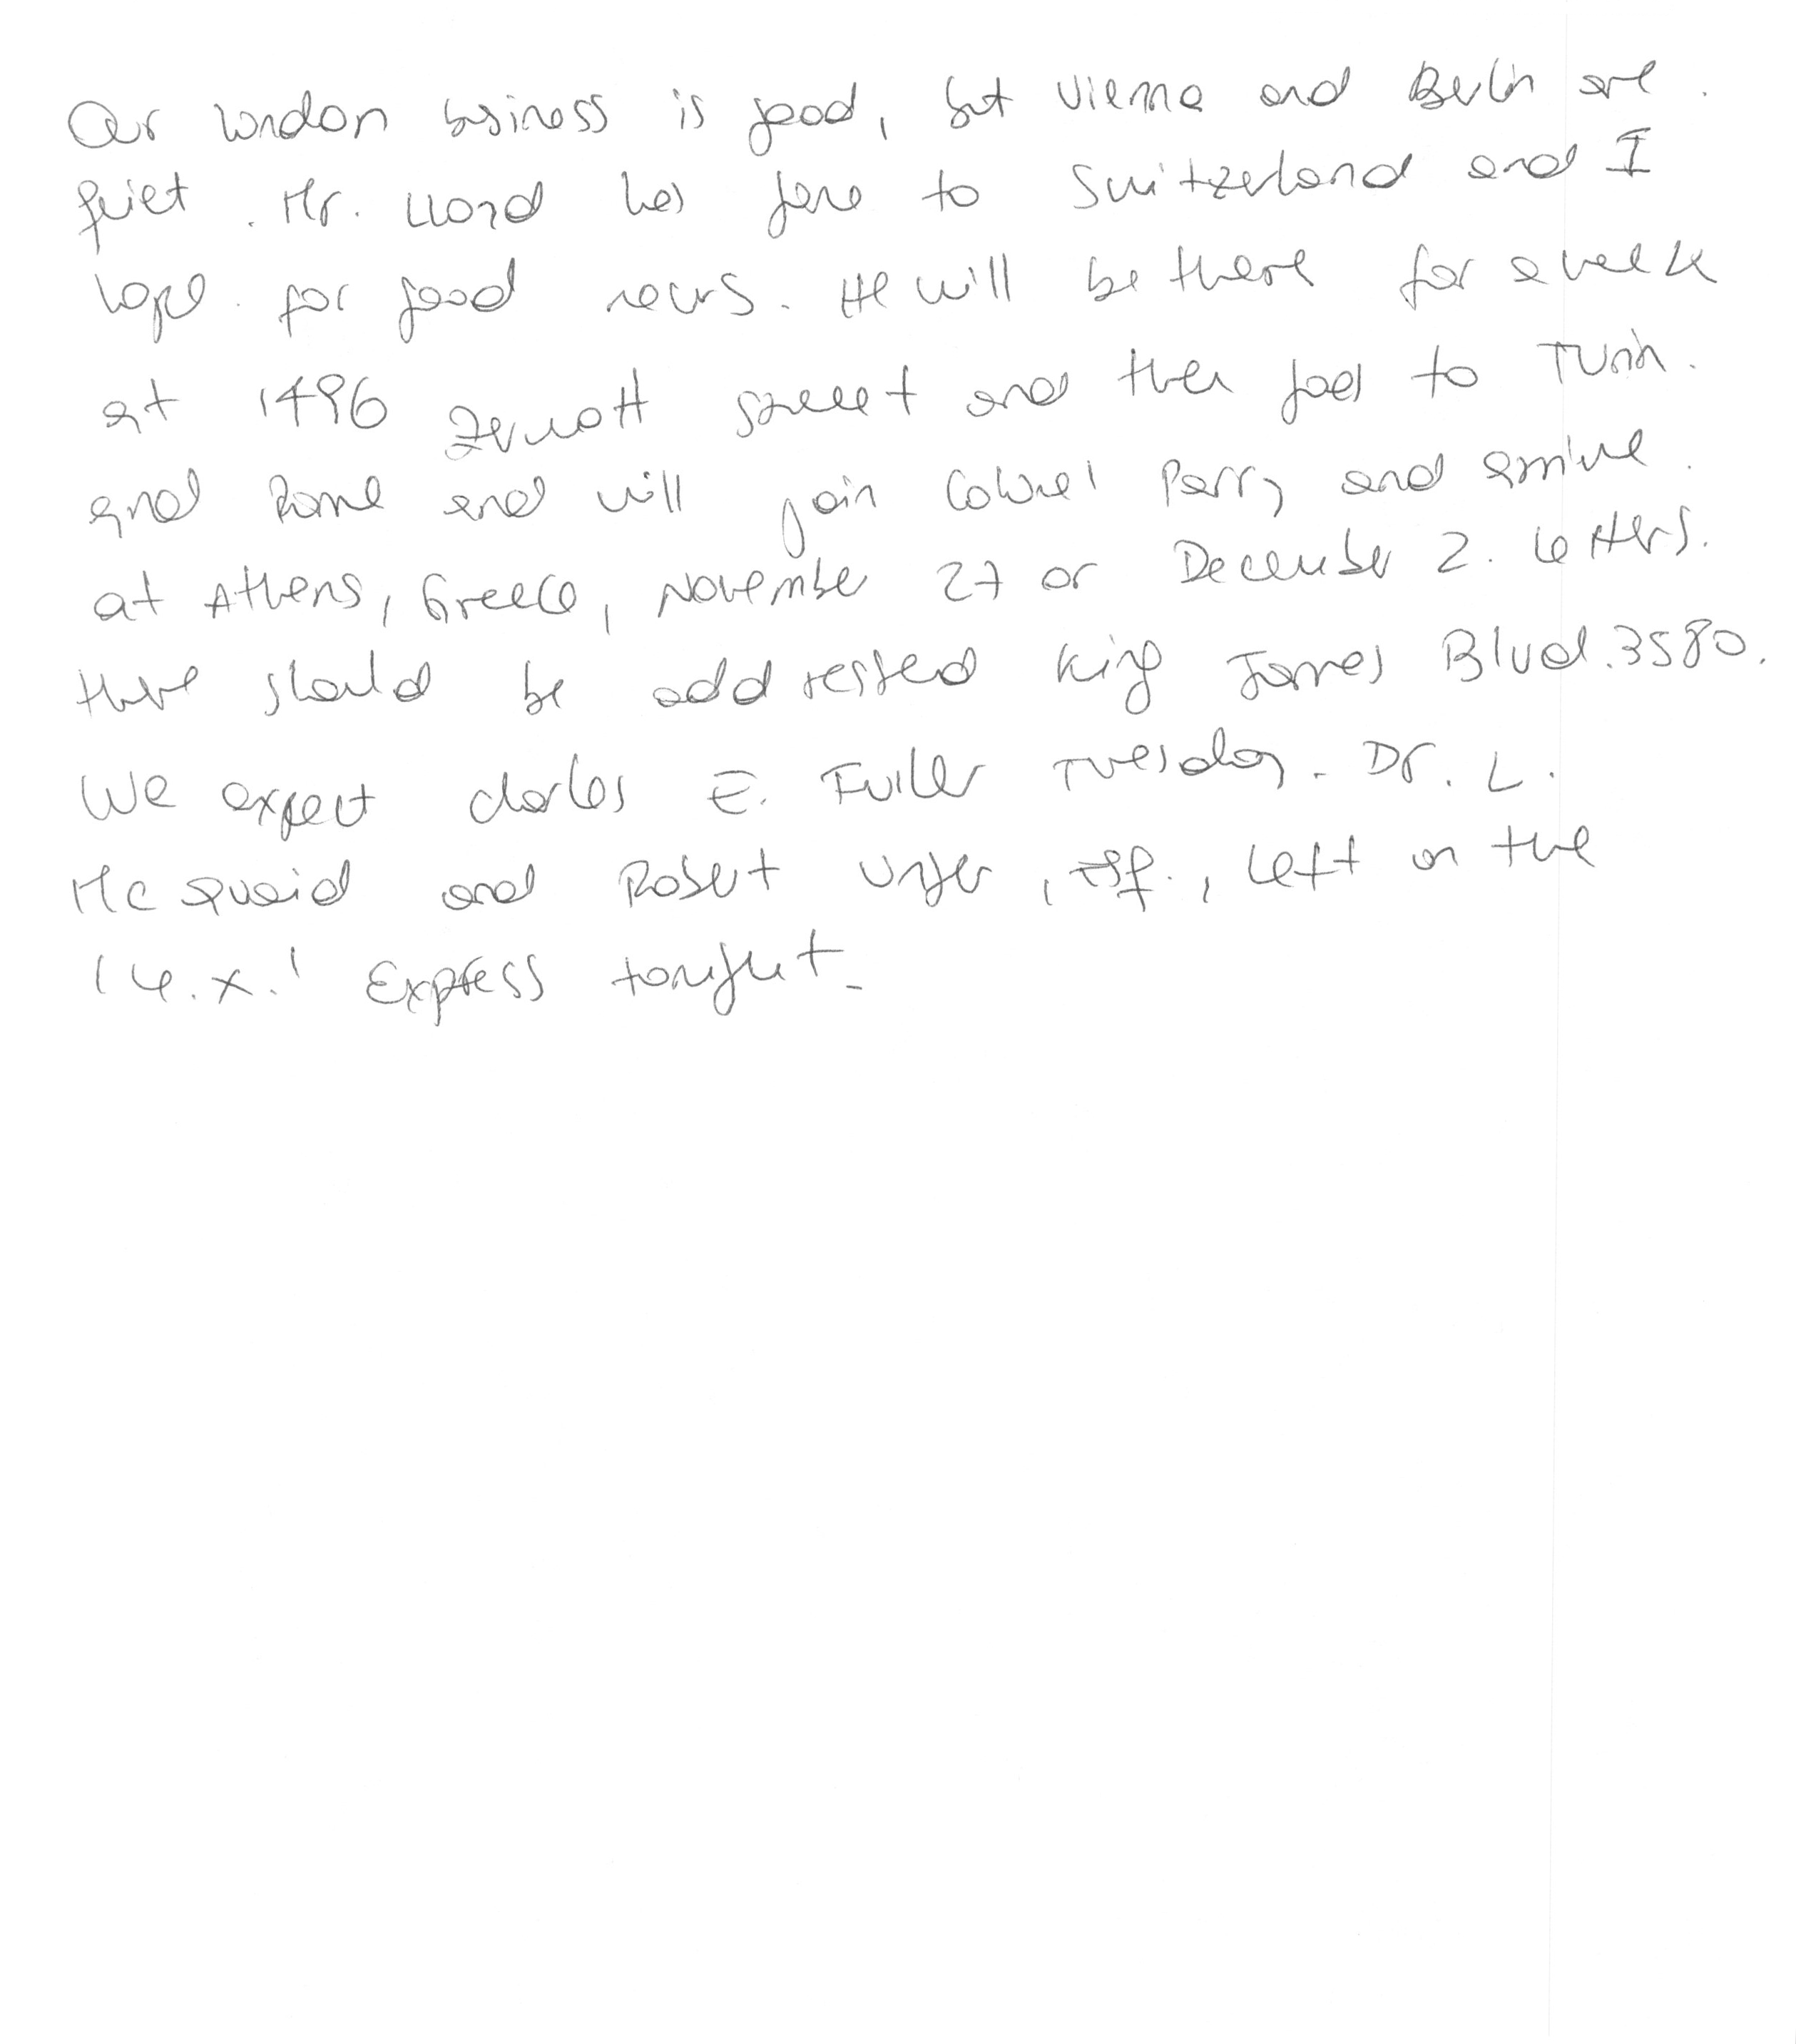 Our London business is good, but Vienna and Berlin are.
quiet. Mr. Lloyd has gone to Switzerland and I
hope. for good news. He will be there for a week
at 1496 Zermott Street and then goes to Turin.
and Rome and will join Colonel Parry and arrive.
at Athens, Greece, November 27 or December 2. Letters.
there should be addressed King James Blvd. 3580.
We expect Charles E. Fuller Tuesday. Dr. L.
McQuaid and Robert Unger, esq., left on the
'Y.X.' Express tonight.